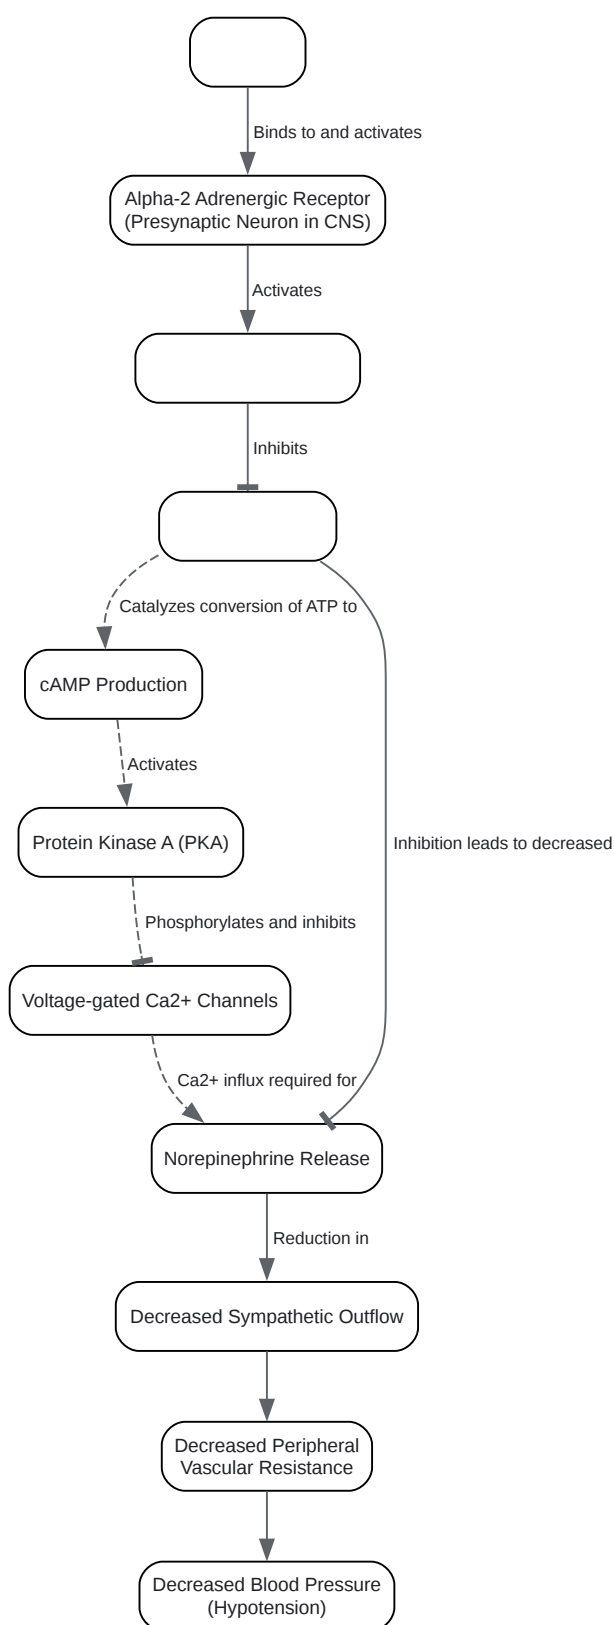 Binds to and activates
Alpha-2 Adrenergic Receptor
(Presynaptic Neuron in CNS)
Activates
Inhibits
Catalyzes conversion of ATP to
cAMP Production
Activates
Protein Kinase A (PKA)
Inhibition leads to decreased
Phosphorylates and inhibits
Voltage-gated Ca2+ Channels
Ca2+ influx required for
Norepinephrine Release
Reduction in
Decreased Sympathetic Outflow
Decreased Peripheral
Vascular Resistance
Decreased Blood Pressure
(Hypotension)